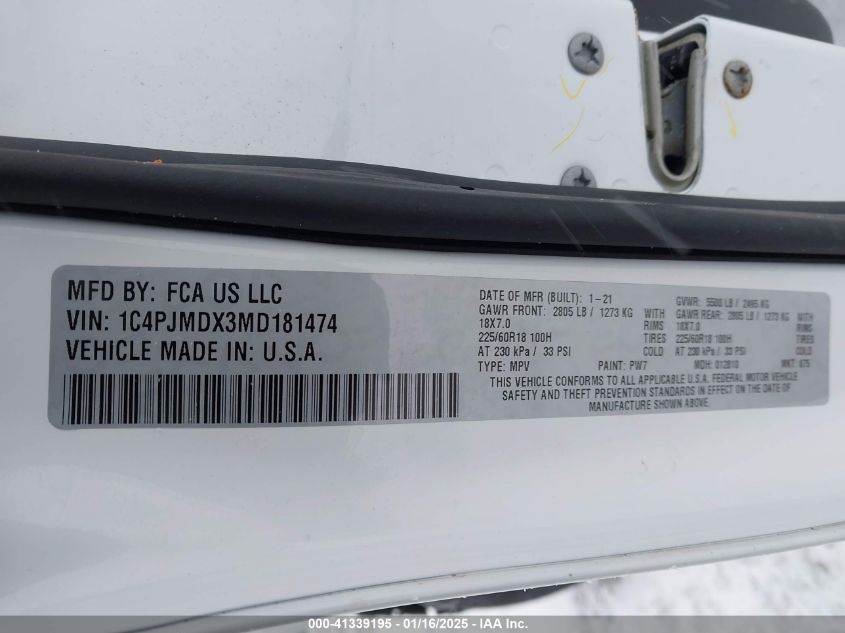 MFD BY: FCA US LLC
VIN: 1C4PJMDX3MD181474
VEHICLE MADE IN: U.S.A.
DATE OF MFR (BUILT): 1-21 GVWR: 5500 LB / 2495 KG
GAWR FRONT: 2805 LB / 1273 KG WITH GAWR REAR: 2805 LB / 1273 KG WITH
18X7.0 RIMS 18X7.0 RIMS
225/60R18 100H TIRES 225/60R18 100H TIRES
AT 230 kPa / 33 PSI COLD AT 230 kPa / 33 PSI COLD
TYPE: MPV PAINT: PW7 MDH: 012810 MKT: 875
THIS VEHICLE CONFORMS TO ALL APPLICABLE U.S.A. FEDERAL MOTOR VEHICLE
SAFETY AND THEFT PREVENTION STANDARDS IN EFFECT ON THE DATE OF
MANUFACTURE SHOWN ABOVE.
000-41339195 - 01/16/2025 - IAA Inc.